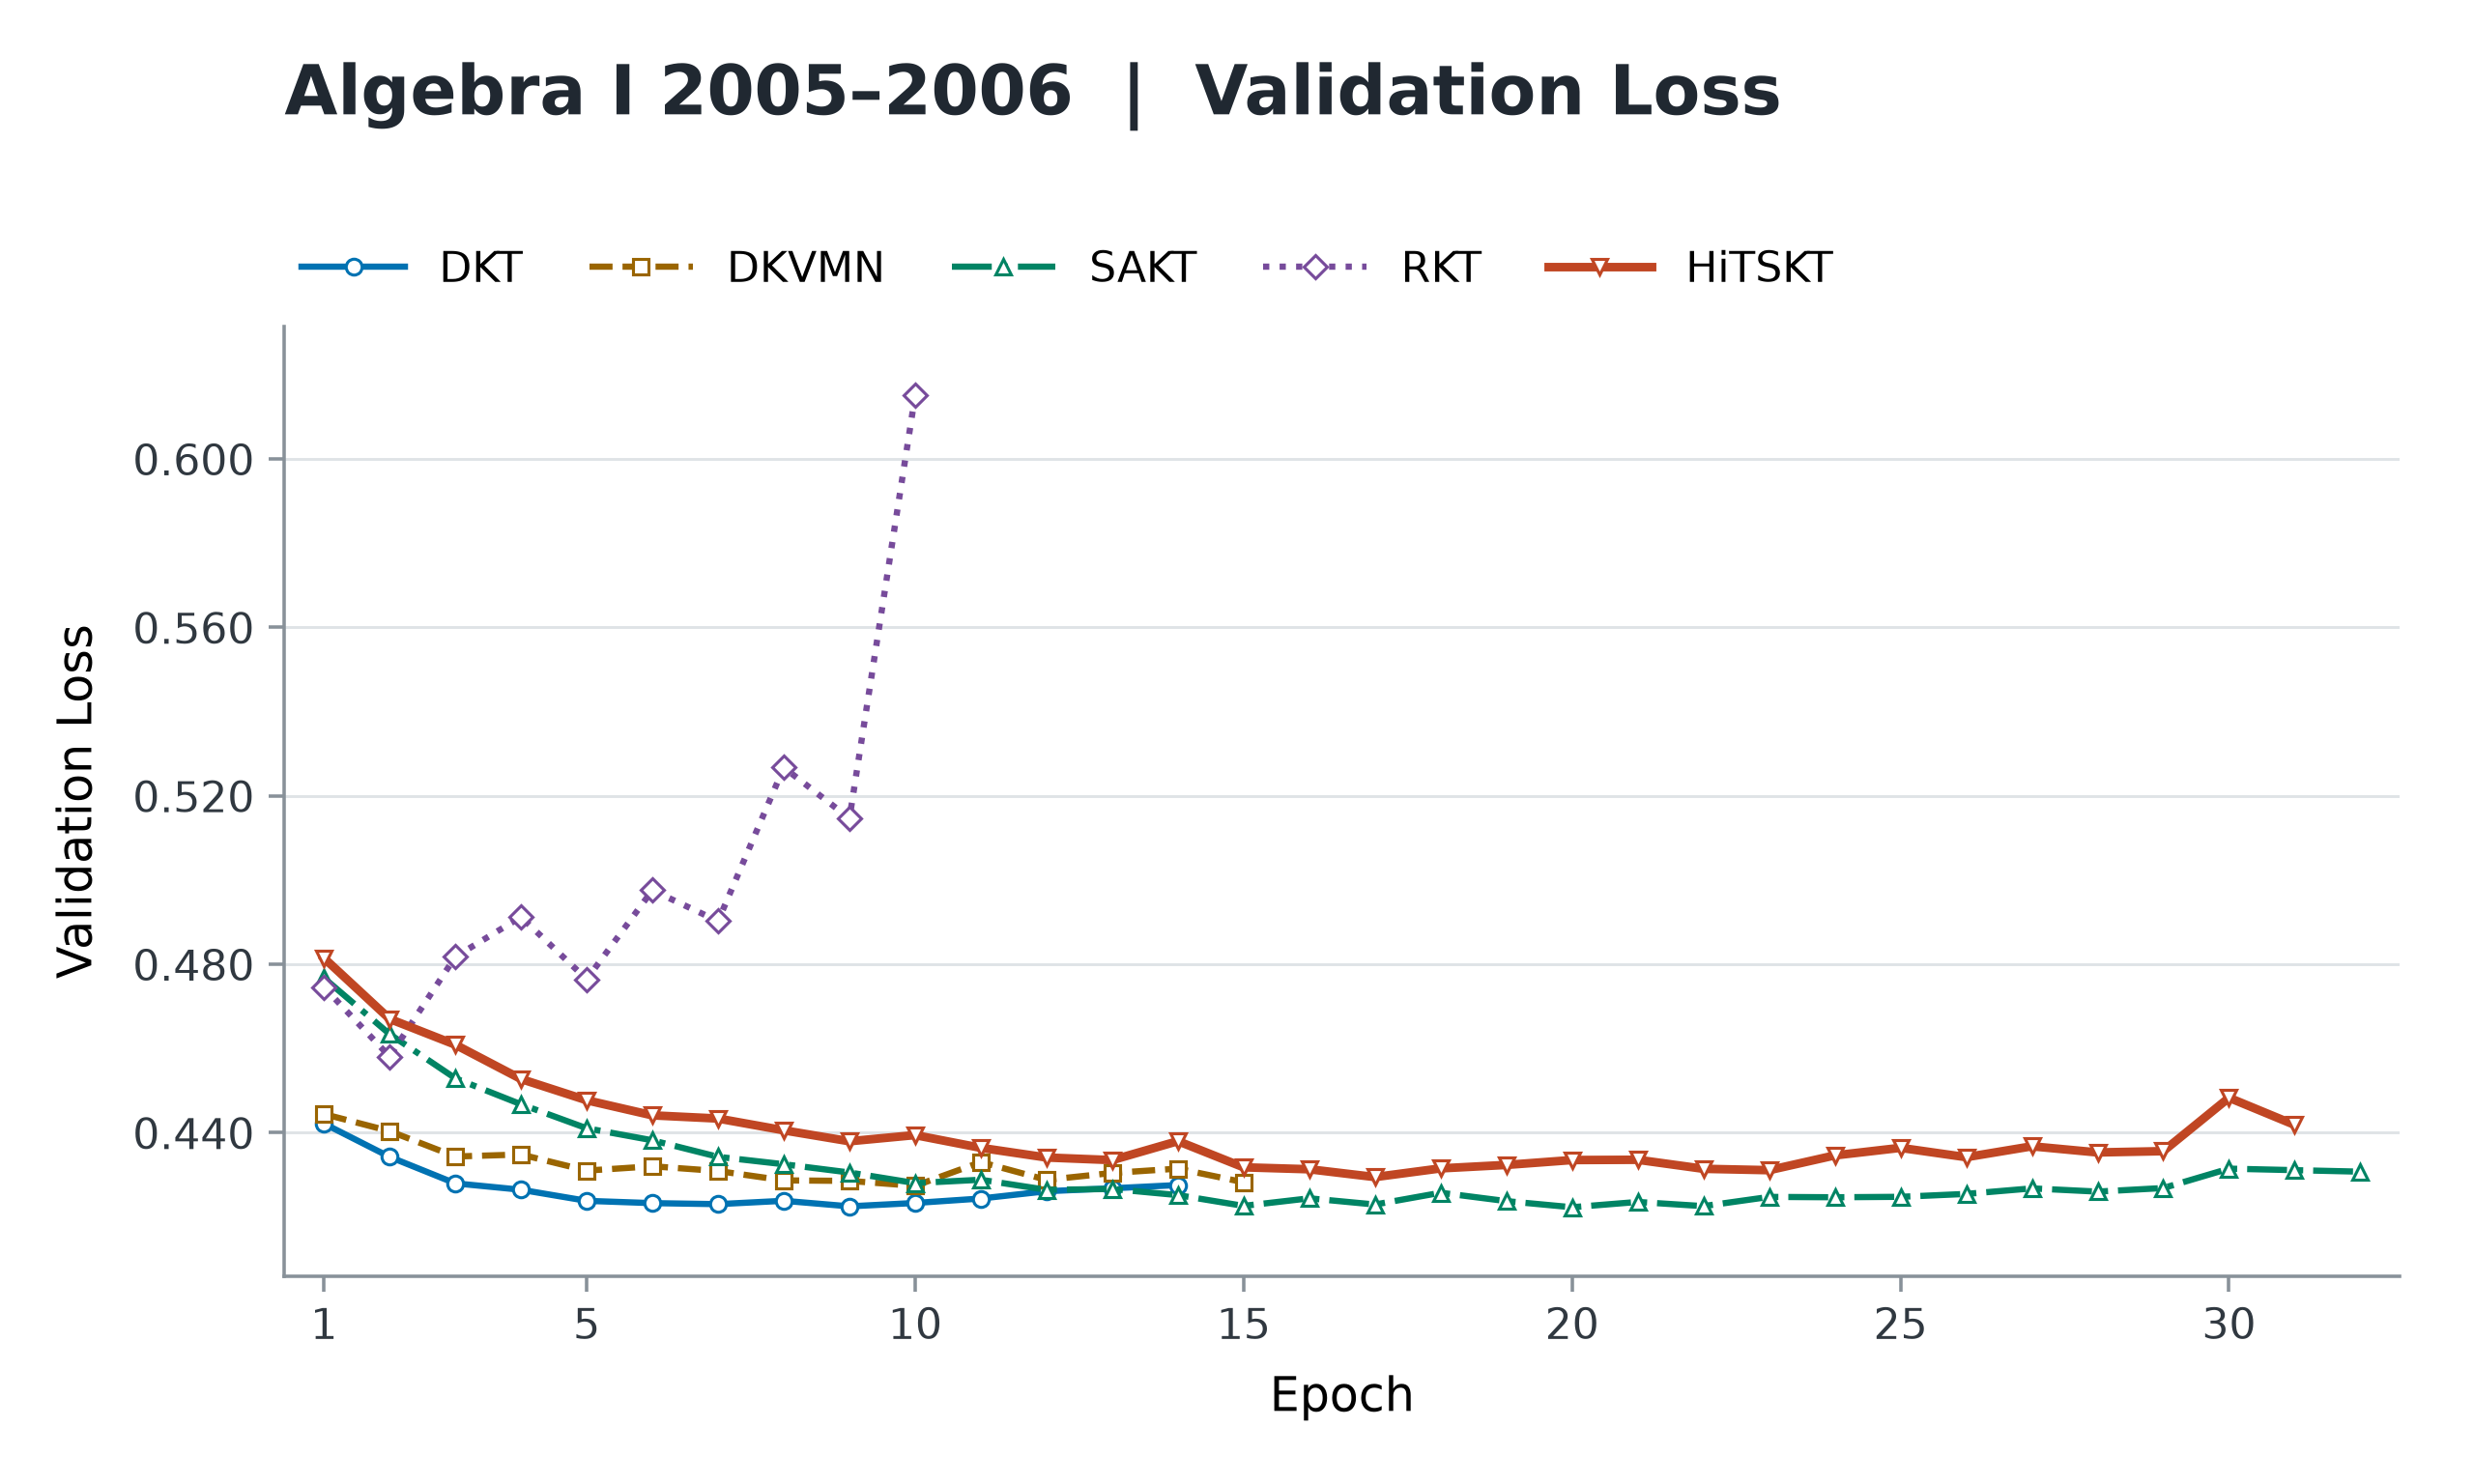 Algebra I 2005–2006 | Validation Loss
DKT DKVMN SAKT RKT HiTSKT
0.600
0.560
0.520
0.480
0.440
Validation Loss
1 5 10 15 20 25 30
Epoch